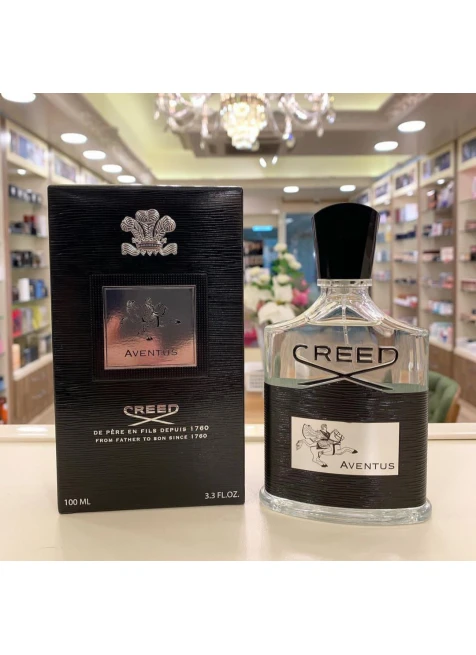 AVENTUS
CREED
DE PÈRE EN FILS DEPUIS 1760
FROM FATHER TO SON SINCE 1760
100 ML
3.3 FL.OZ.
CREED
AVENTUS